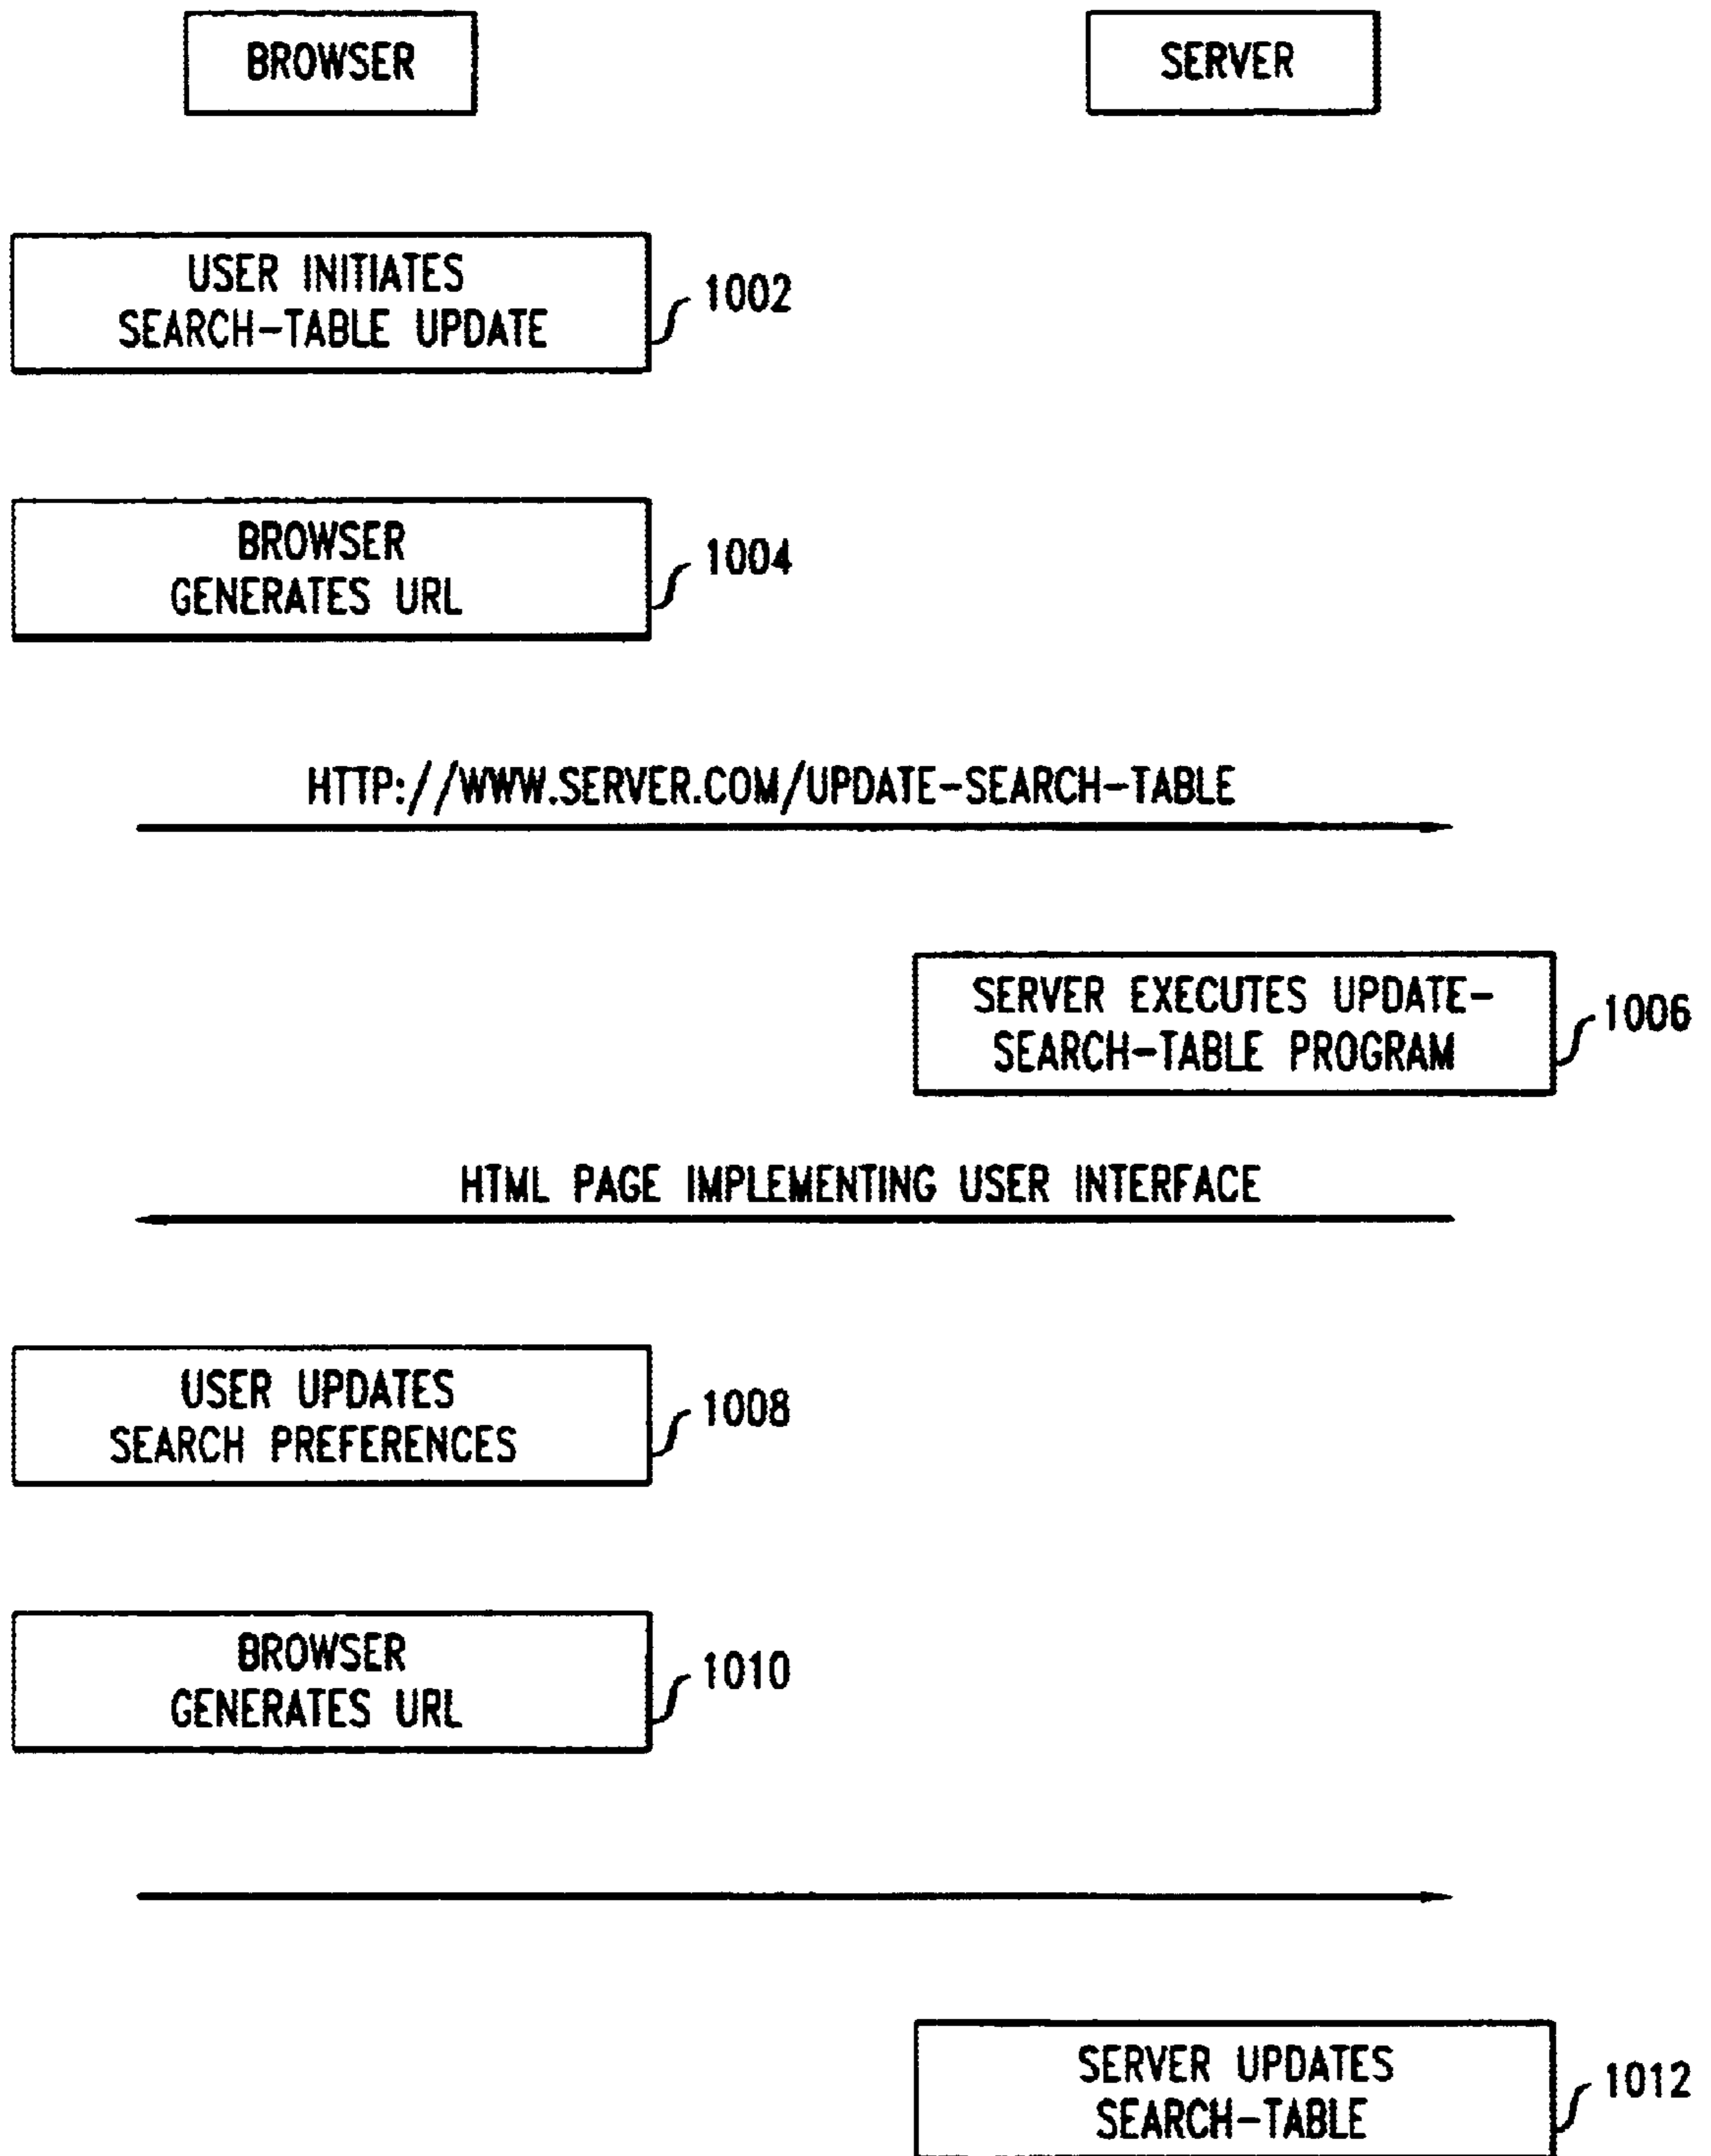 BROWSER
SERVER
USER INITIATES
SEARCH-TABLE UPDATE
1002
BROWSER
GENERATES URL
1004
HTTP://WWW.SERVER.COM/UPDATE-SEARCH-TABLE
SERVER EXECUTES UPDATE-
SEARCH-TABLE PROGRAM
1006
HTML PAGE IMPLEMENTING USER INTERFACE
USER UPDATES
SEARCH PREFERENCES
1008
BROWSER
GENERATES URL
1010
SERVER UPDATES
SEARCH-TABLE
1012